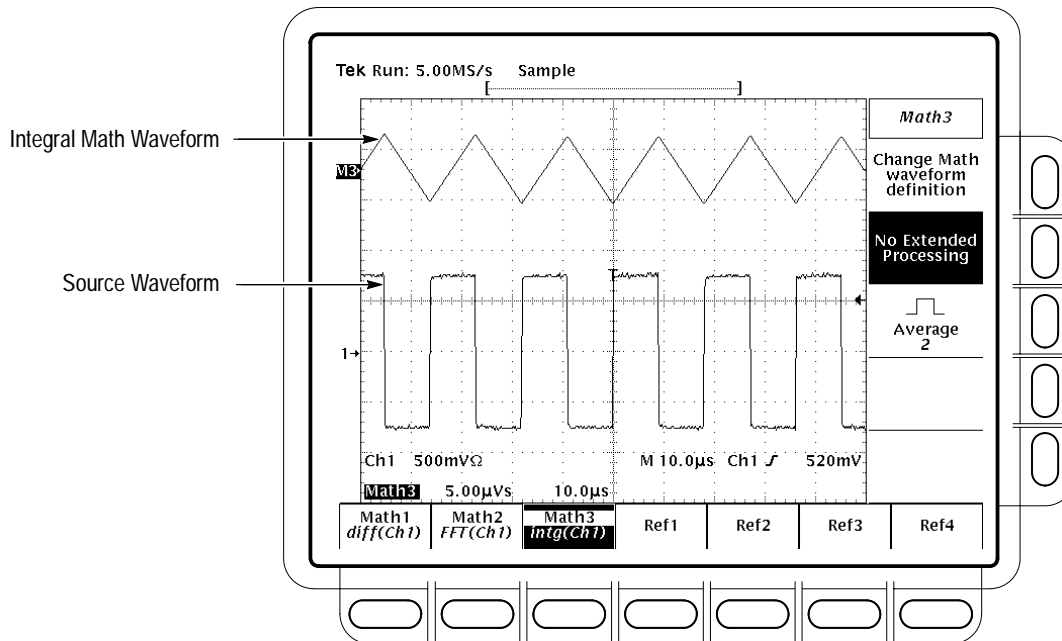 Tek Run: 5.00MS/s Sample
[ ]
Integral Math Waveform
M3
Math3
Change Math
waveform
definition
No Extended
Processing
Source Waveform
T
Average
2
1
Ch1 500mVΩ M 10.0µs Ch1 520mV
Math3 5.00µVs 10.0µs
Math1
diff(Ch1)
Math2
FFT(Ch1)
Math3
intg(Ch1)
Ref1
Ref2
Ref3
Ref4